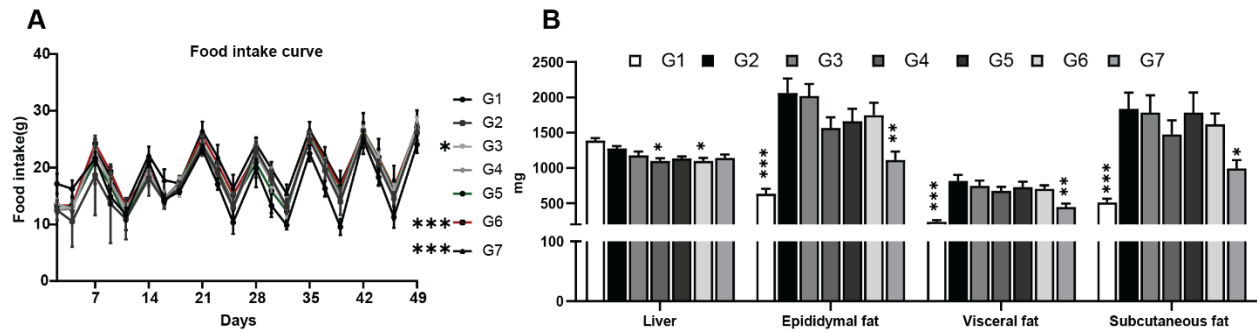 A
Food intake curve
Food intake(g)
40
30
20
10
0
7 14 21 28 35 42 49
Days
G1
G2
* G3
G4
G5
*** G6
*** G7
B
G1 G2 G3 G4 G5 G6 G7
mg
2500
2000
1500
1000
500
100
0
* *
*** **
*** **
*** *
Liver Epididymal fat Visceral fat Subcutaneous fat